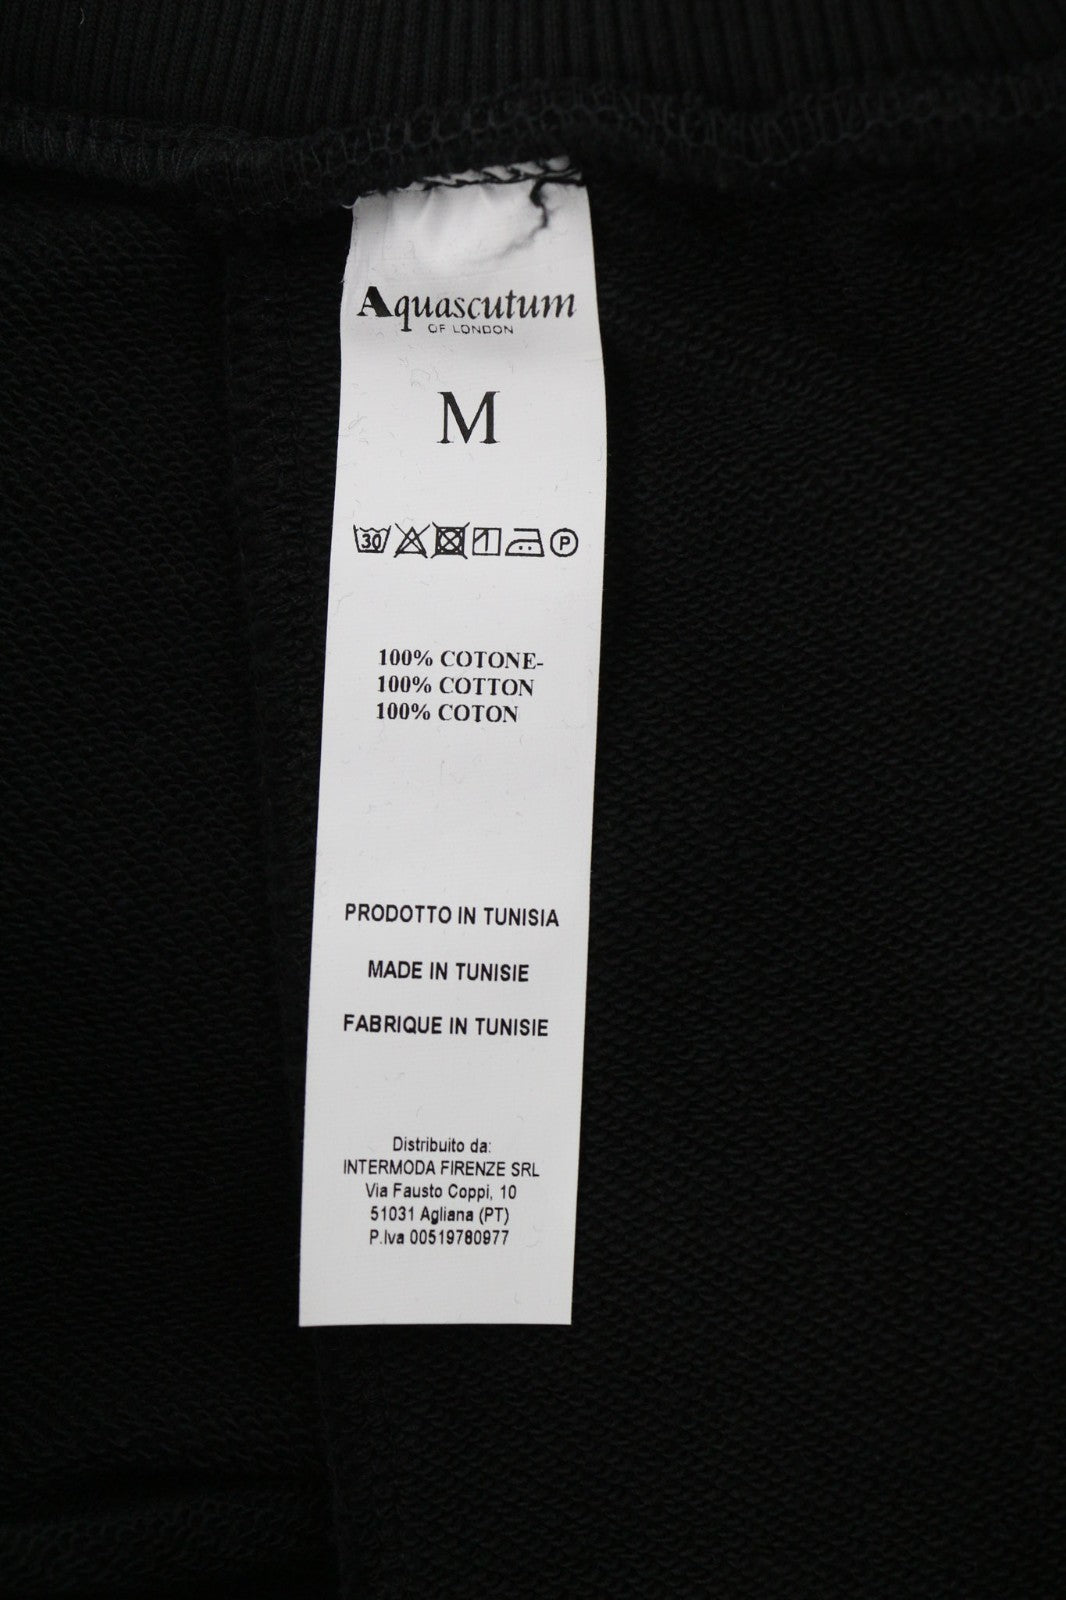 Aquascutum
OF LONDON
M
30 1 P
100% COTONE-
100% COTTON
100% COTON
PRODOTTO IN TUNISIA
MADE IN TUNISIE
FABRIQUE IN TUNISIE
Distribuito da:
INTERMODA FIRENZE SRL
Via Fausto Coppi, 10
51031 Agliana (PT)
P.Iva 00519780977